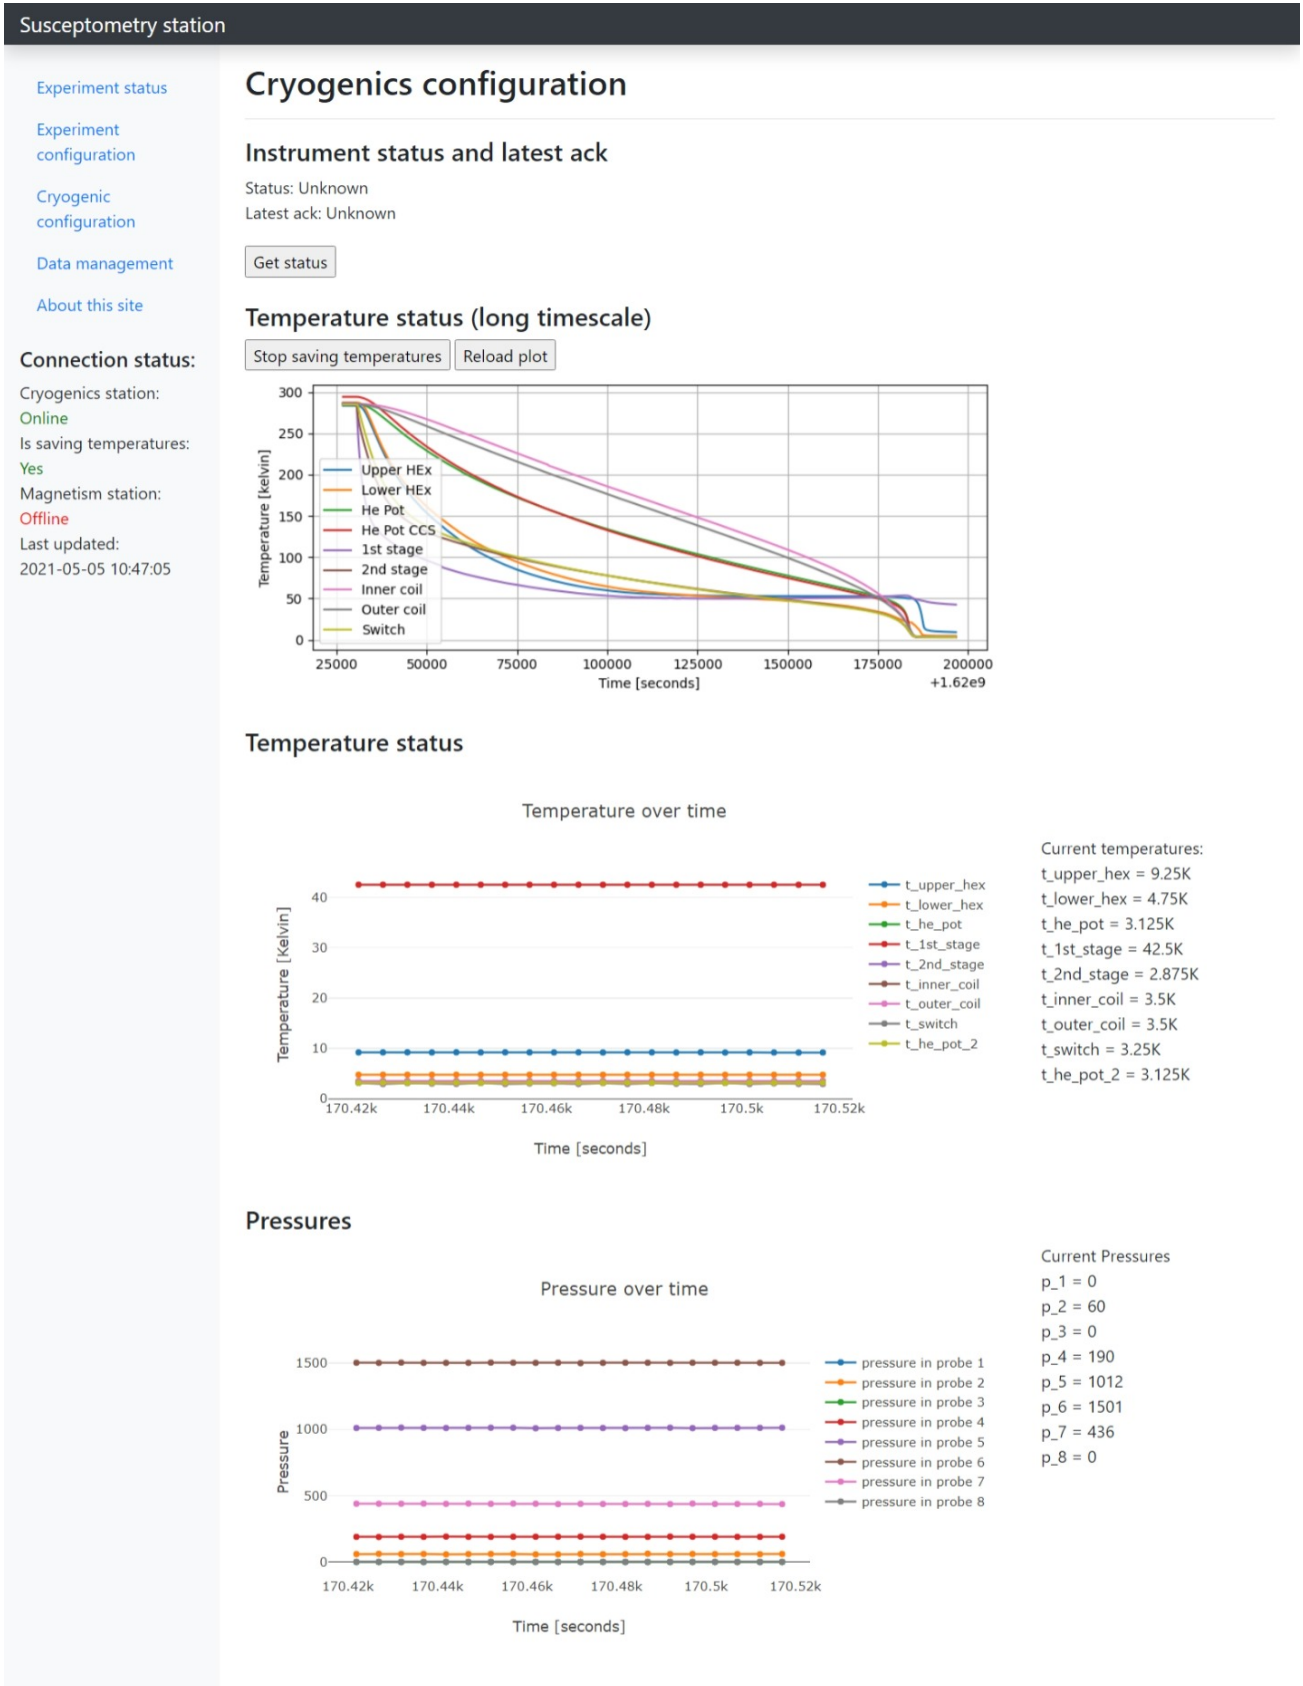 Susceptometry station
Experiment status
Experiment
configuration
Cryogenic
configuration
Data management
About this site
Connection status:
Cryogenics station:
Online
Is saving temperatures:
Yes
Magnetism station:
Offline
Last updated:
2021-05-05 10:47:05
Cryogenics configuration
Instrument status and latest ack
Status: Unknown
Latest ack: Unknown
Get status
Temperature status (long timescale)
Stop saving temperatures
Reload plot
300
250
200
150
100
50
0
Temperature [kelvin]
Upper HEx
Lower HEx
He Pot
He Pot CCS
1st stage
2nd stage
Inner coil
Outer coil
Switch
25000 50000 75000 100000 125000 150000 175000 200000
Time [seconds]
+1.62e9
Temperature status
Temperature over time
40
30
20
10
0
Temperature [Kelvin]
t_upper_hex
t_lower_hex
t_he_pot
t_1st_stage
t_2nd_stage
t_inner_coil
t_outer_coil
t_switch
t_he_pot_2
170.42k 170.44k 170.46k 170.48k 170.5k 170.52k
Time [seconds]
Current temperatures:
t_upper_hex = 9.25K
t_lower_hex = 4.75K
t_he_pot = 3.125K
t_1st_stage = 42.5K
t_2nd_stage = 2.875K
t_inner_coil = 3.5K
t_outer_coil = 3.5K
t_switch = 3.25K
t_he_pot_2 = 3.125K
Pressures
Pressure over time
1500
1000
500
0
Pressure
pressure in probe 1
pressure in probe 2
pressure in probe 3
pressure in probe 4
pressure in probe 5
pressure in probe 6
pressure in probe 7
pressure in probe 8
170.42k 170.44k 170.46k 170.48k 170.5k 170.52k
Time [seconds]
Current Pressures
p_1 = 0
p_2 = 60
p_3 = 0
p_4 = 190
p_5 = 1012
p_6 = 1501
p_7 = 436
p_8 = 0